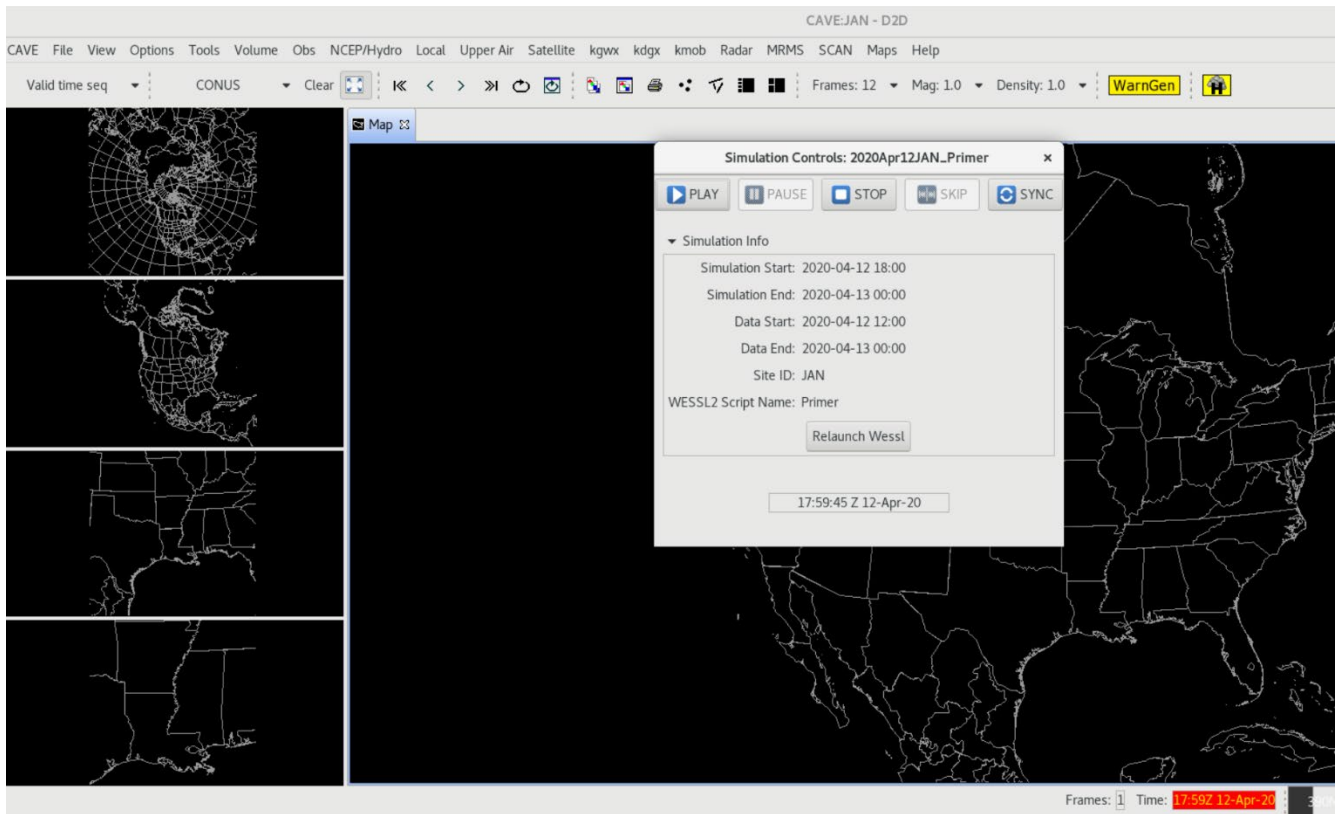 CAVE:JAN - D2D
CAVE File View Options Tools Volume Obs NCEP/Hydro Local Upper Air Satellite kgwx kdgx kmob Radar MRMS SCAN Maps Help
Valid time seq CONUS Clear Frames: 12 Mag: 1.0 Density: 1.0 WarnGen
Map
Simulation Controls: 2020Apr12JAN_Primer
PLAY PAUSE STOP SKIP SYNC
Simulation Info
Simulation Start: 2020-04-12 18:00
Simulation End: 2020-04-13 00:00
Data Start: 2020-04-12 12:00
Data End: 2020-04-13 00:00
Site ID: JAN
WESSL2 Script Name: Primer
Relaunch Wessl
17:59:45 Z 12-Apr-20
Frames: 1 Time: 17:59Z 12-Apr-20